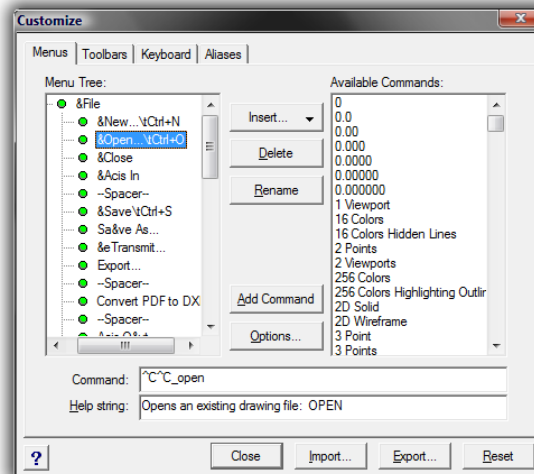 Customize
Menus Toolbars Keyboard Aliases
Menu Tree:
&File
&New...\tCtrl+N
&Open...\tCtrl+O
&Close
&Acis In
--Spacer--
&Save\tCtrl+S
Sa&ve As...
&eTransmit...
Export...
--Spacer--
Convert PDF to DX
--Spacer--
Insert...
Delete
Rename
Add Command
Options...
Available Commands:
0
0.0
0.00
0.000
0.0000
0.00000
0.000000
1 Viewport
16 Colors
16 Colors Hidden Lines
2 Points
2 Viewports
256 Colors
256 Colors Highlighting Outlin
2D Solid
2D Wireframe
3 Point
3 Points
Command: ^C^C_open
Help string: Opens an existing drawing file: OPEN
? Close Import... Export... Reset